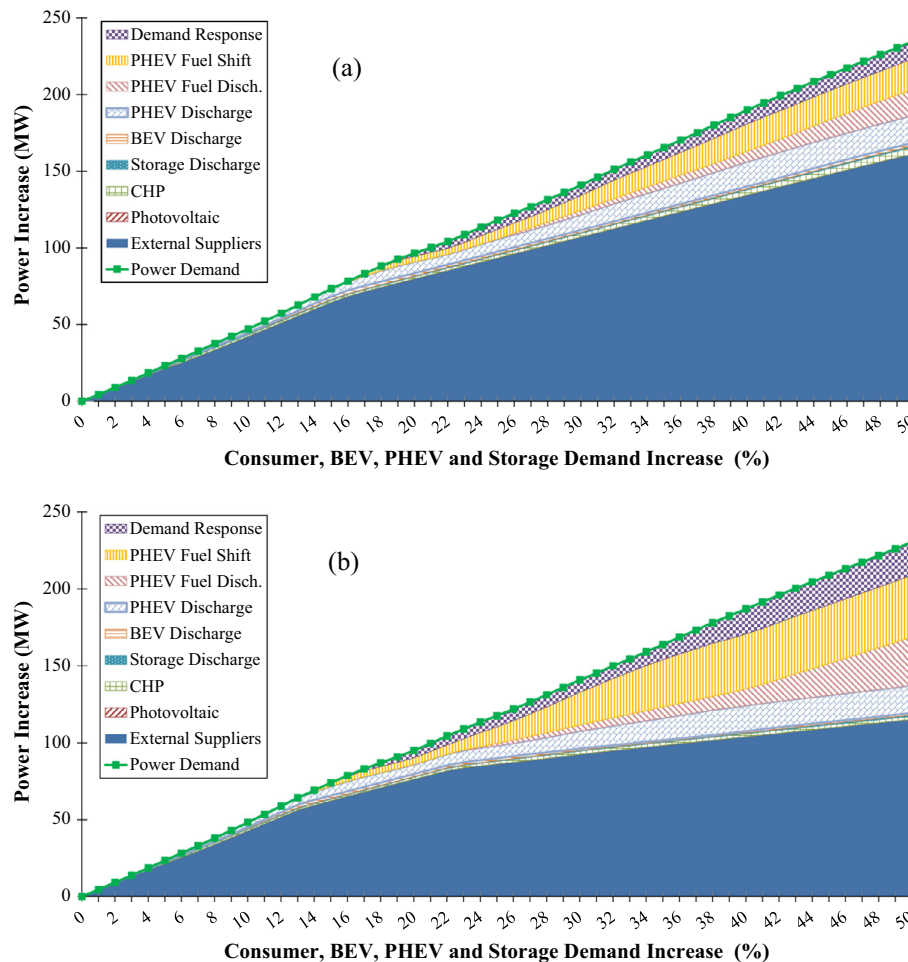 250
200
150
100
50
0
Power Increase (MW)
Demand Response
PHEV Fuel Shift
PHEV Fuel Disch.
PHEV Discharge
BEV Discharge
Storage Discharge
CHP
Photovoltaic
External Suppliers
Power Demand
(a)
0 2 4 6 8 10 12 14 16 18 20 22 24 26 28 30 32 34 36 38 40 42 44 46 48 50
Consumer, BEV, PHEV and Storage Demand Increase (%)
250
200
150
100
50
0
Power Increase (MW)
Demand Response
PHEV Fuel Shift
PHEV Fuel Disch.
PHEV Discharge
BEV Discharge
Storage Discharge
CHP
Photovoltaic
External Suppliers
Power Demand
(b)
0 2 4 6 8 10 12 14 16 18 20 22 24 26 28 30 32 34 36 38 40 42 44 46 48 50
Consumer, BEV, PHEV and Storage Demand Increase (%)